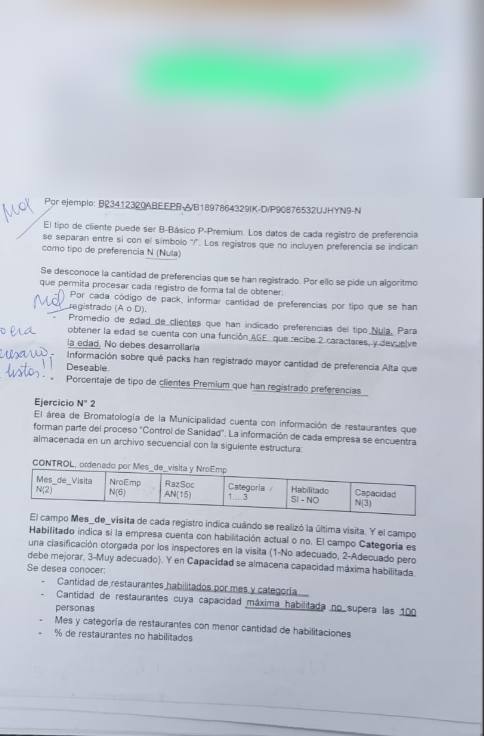 Por ejemplo: B23412320ABEEPR-A/B1897864329IK-D/P90876532UJHYN9-N
Mal
El tipo de cliente puede ser B-Básico P-Premium. Los datos de cada registro de preferencia
se separan entre si con el simbolo "/". Los registros que no incluyen preferencia se indican
como tipo de preferencia N (Nula)
Se desconoce la cantidad de preferencias que se han registrado. Por ello se pide un algoritmo
que permita procesar cada registro de forma tal de obtener:
Mal
Por cada código de pack, informar cantidad de preferencias por tipo que se han
registrado (A o D).
- Promedio de edad de clientes que han indicado preferencias del tipo Nula. Para
obtener la edad se cuenta con una función AGE, que recibe 2 caracteres, y devuelve
la edad. No debes desarrollarla
- Información sobre qué packs han registrado mayor cantidad de preferencia Alta que
Deseable.
- Porcentaje de tipo de clientes Premium que han registrado preferencias
Ejercicio N° 2
El área de Bromatología de la Municipalidad cuenta con información de restaurantes que
forman parte del proceso "Control de Sanidad". La información de cada empresa se encuentra
almacenada en un archivo secuencial con la siguiente estructura:
CONTROL, ordenado por Mes_de_visita y NroEmp
Mes_de_Visita NroEmp RazSoc Categoria Habilitado Capacidad
N(2) N(6) AN(15) 1....3 SI - NO N(3)
El campo Mes_de_visita de cada registro indica cuándo se realizó la última visita. Y el campo
Habilitado indica si la empresa cuenta con habilitación actual o no. El campo Categoría es
una clasificación otorgada por los inspectores en la visita (1-No adecuado, 2-Adecuado pero
debe mejorar, 3-Muy adecuado). Y en Capacidad se almacena capacidad máxima habilitada.
Se desea conocer:
- Cantidad de restaurantes habilitados por mes y categoría
- Cantidad de restaurantes cuya capacidad máxima habilitada no supera las 100
personas
- Mes y categoría de restaurantes con menor cantidad de habilitaciones
- % de restaurantes no habilitados